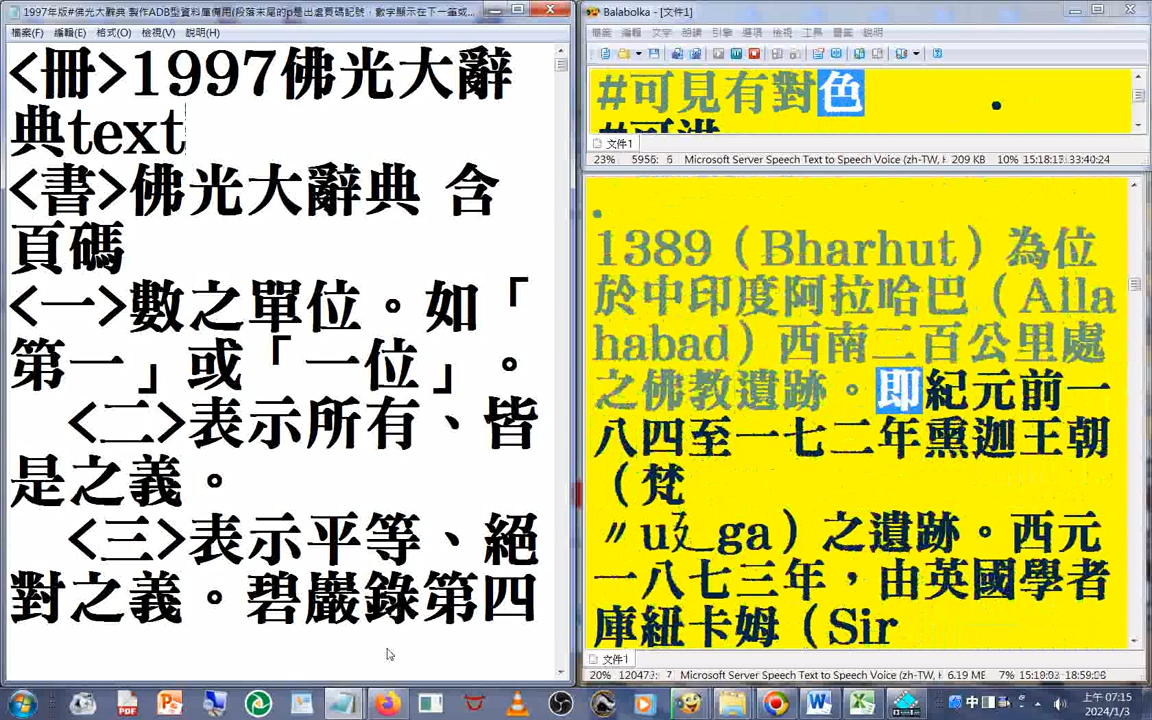 1997年版#佛光大辭典 製作ADB型資料庫備用(段落末尾的p是出處頁碼記號，數字顯示在下一筆或...
檔案(F) 編輯(E) 格式(O) 檢視(V) 說明(H)
<冊>1997佛光大辭
典text
<書>佛光大辭典 含
頁碼
<一>數之單位。如「
第一」或「一位」。
<二>表示所有、皆
是之義。
<三>表示平等、絕
對之義。碧巖錄第四
Balabolka - [文件1]
檔案 編輯 文字 朗讀 引擎 選項 檢視 工具 書籤 說明
#可見有對色
文件1
23% 5956: 6 Microsoft Server Speech Text to Speech Voice (zh-TW, H 209 KB 10% 15:18:13
1389（Bharhut）為位
於中印度阿拉哈巴（Alla
habad）西南二百公里處
之佛教遺跡。即紀元前一
八四至一七二年熏迦王朝
（梵
〃u廴ga）之遺跡。西元
一八七三年，由英國學者
庫紐卡姆（Sir
文件1
20% 120473: 7 Microsoft Server Speech Text to Speech Voice (zh-TW, H 6.19 MB 7%
PDF
中
上午 07:15
2024/1/3